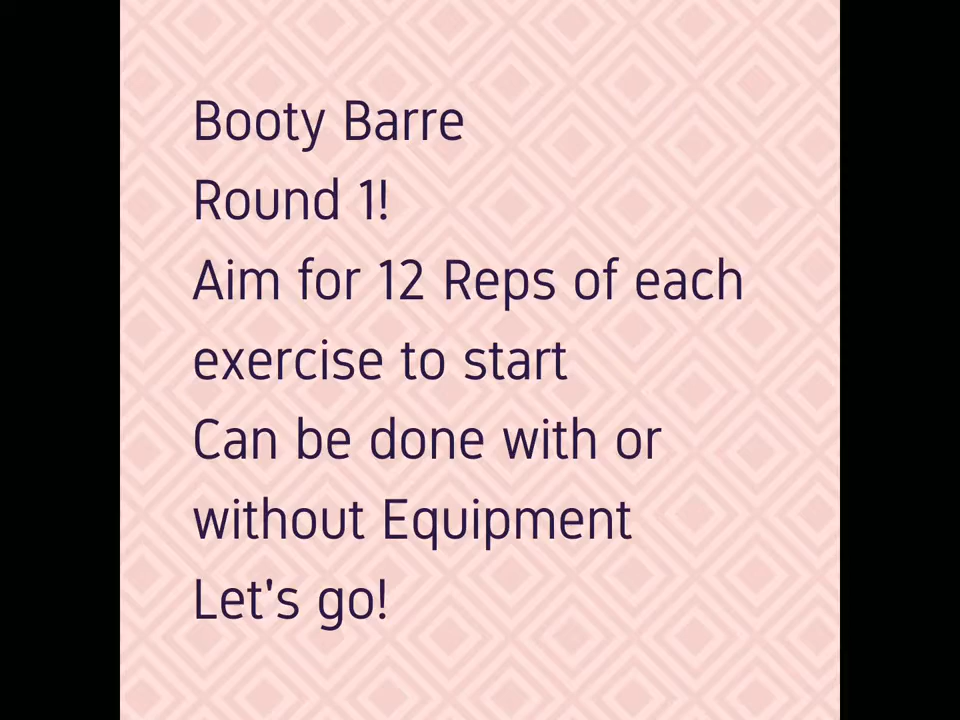 Booty Barre
Round 1!
Aim for 12 Reps of each
exercise to start
Can be done with or
without Equipment
Let's go!